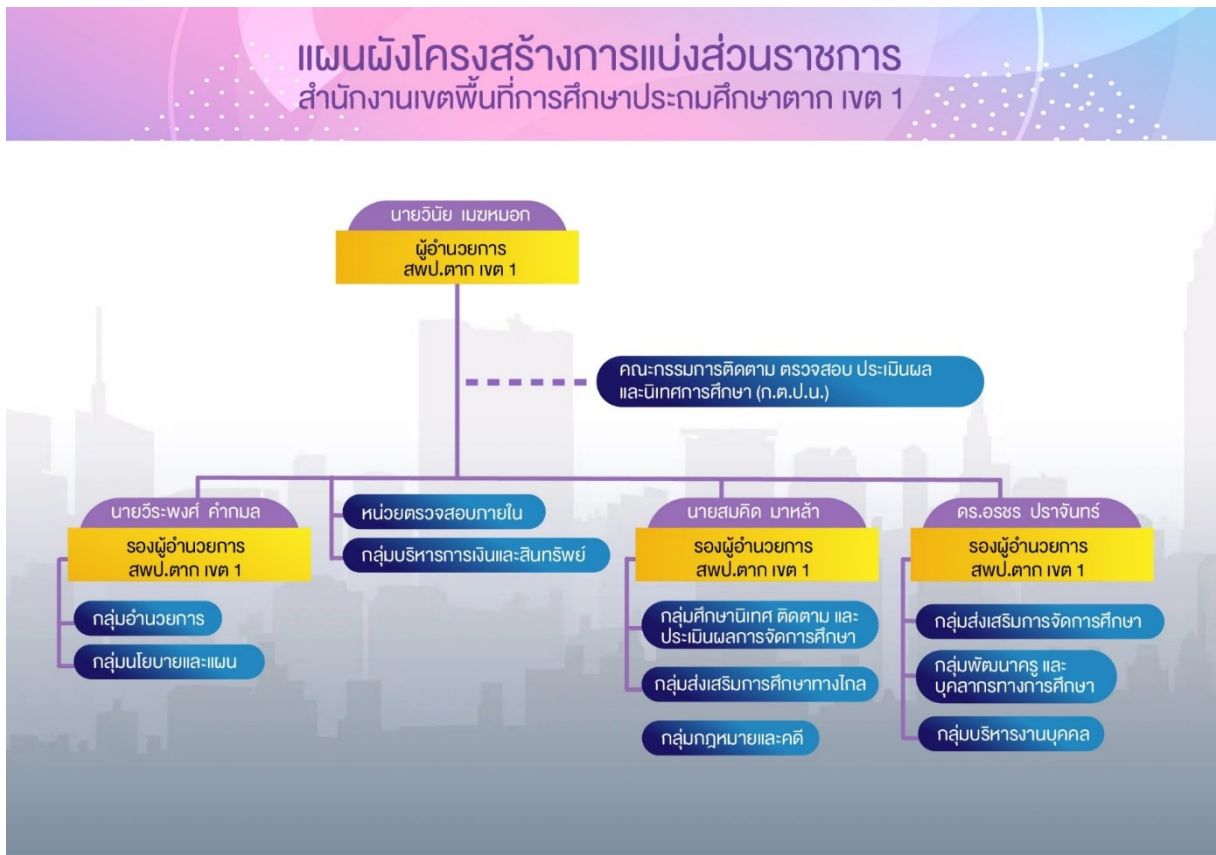 แผนผังโครงสร้างการแบ่งส่วนราชการ
สำนักงานเขตพื้นที่การศึกษาประถมศึกษาตาก เขต 1
นายวินัย เมฆหมอก
ผู้อำนวยการ
สพป.ตาก เขต 1
คณะกรรมการติดตาม ตรวจสอบ ประเมินผล
และนิเทศการศึกษา (ก.ต.ป.น.)
นายวีระพงศ์ คำกมล
รองผู้อำนวยการ
สพป.ตาก เขต 1
กลุ่มอำนวยการ
กลุ่มนโยบายและแผน
หน่วยตรวจสอบภายใน
กลุ่มบริหารการเงินและสินทรัพย์
นายสมคิด มาหล้า
รองผู้อำนวยการ
สพป.ตาก เขต 1
กลุ่มศึกษานิเทศ ติดตาม และ
ประเมินผลการจัดการศึกษา
กลุ่มส่งเสริมการศึกษาทางไกล
กลุ่มกฎหมายและคดี
ดร.อรชร ปราจันทร์
รองผู้อำนวยการ
สพป.ตาก เขต 1
กลุ่มส่งเสริมการจัดการศึกษา
กลุ่มพัฒนาครู และ
บุคลากรทางการศึกษา
กลุ่มบริหารงานบุคคล